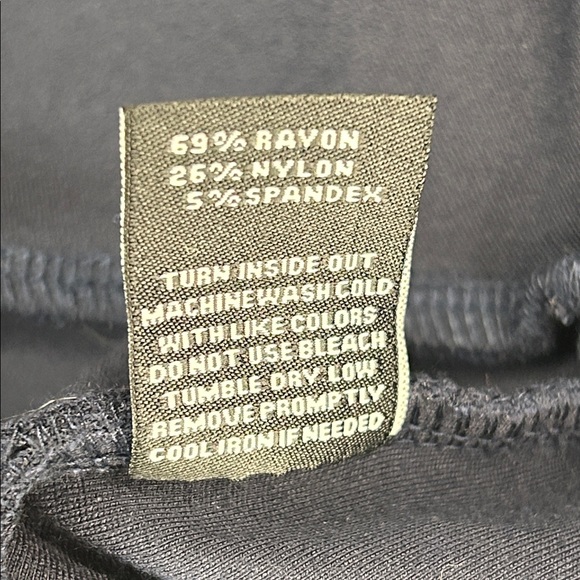 69% RAYON
26% NYLON
5% SPANDEX
TURN INSIDE OUT
MACHINE WASH COLD
WITH LIKE COLORS
DO NOT USE BLEACH
TUMBLE DRY LOW
REMOVE PROMPTLY
COOL IRON IF NEEDED